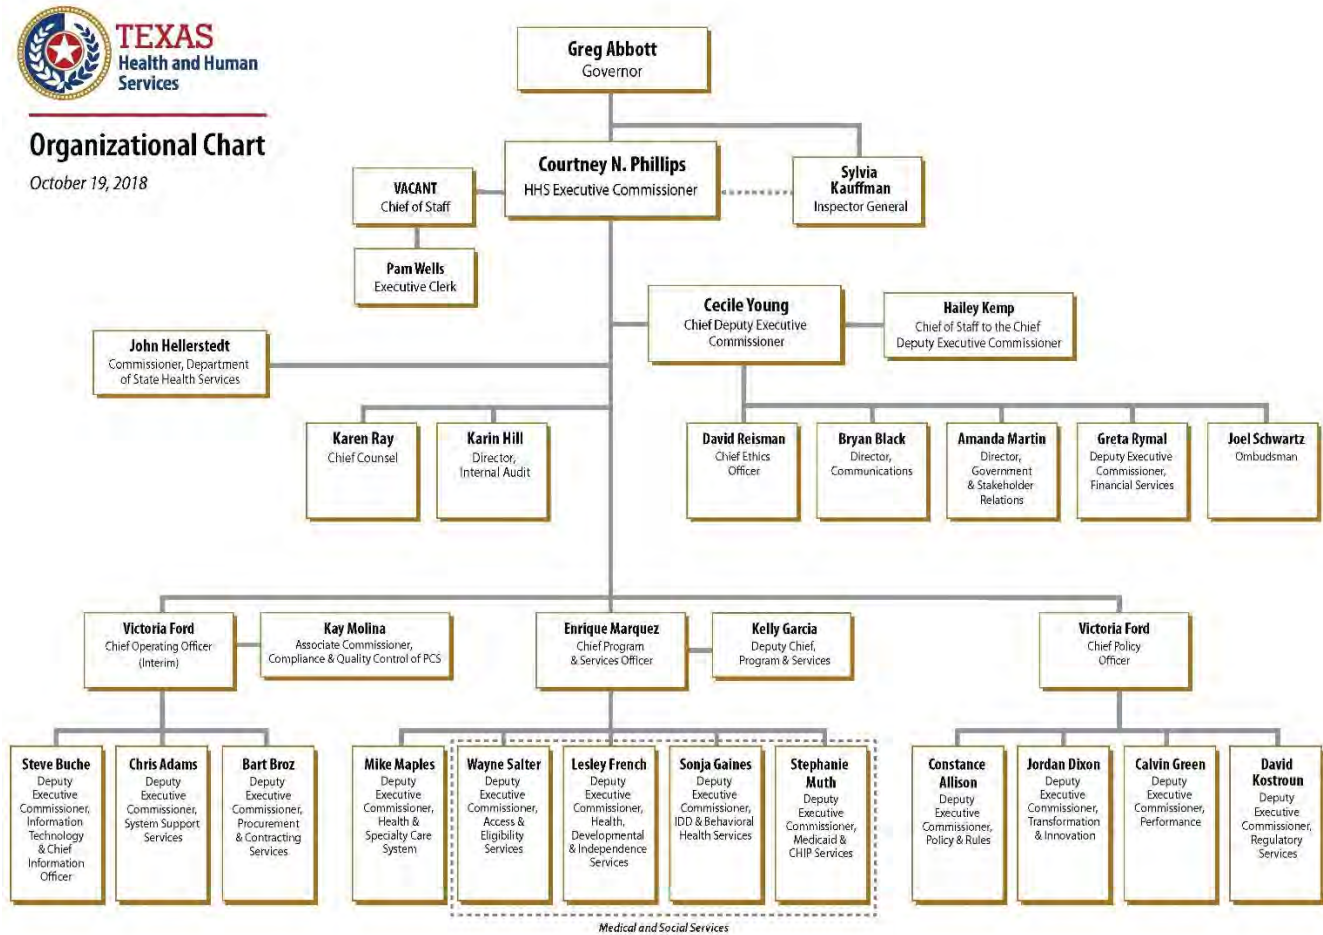 TEXAS
Health and Human
Services
Organizational Chart
October 19, 2018
Greg Abbott
Governor
Courtney N. Phillips
HHS Executive Commissioner
Sylvia
Kauffman
Inspector General
VACANT
Chief of Staff
Pam Wells
Executive Clerk
Cecile Young
Chief Deputy Executive
Commissioner
Hailey Kemp
Chief of Staff to the Chief
Deputy Executive Commissioner
John Hellerstedt
Commissioner, Department
of State Health Services
Karen Ray
Chief Counsel
Karin Hill
Director,
Internal Audit
David Reisman
Chief Ethics
Officer
Bryan Black
Director,
Communications
Amanda Martin
Director,
Government
& Stakeholder
Relations
Greta Rymal
Deputy Executive
Commissioner,
Financial Services
Joel Schwartz
Ombudsman
Victoria Ford
Chief Operating Officer
(Interim)
Kay Molina
Associate Commissioner,
Compliance & Quality Control of PCS
Enrique Marquez
Chief Program
& Services Officer
Kelly Garcia
Deputy Chief,
Program & Services
Victoria Ford
Chief Policy
Officer
Steve Buche
Deputy
Executive
Commissioner,
Information
Technology
& Chief
Information
Officer
Chris Adams
Deputy
Executive
Commissioner,
System Support
Services
Bart Broz
Deputy
Executive
Commissioner,
Procurement
& Contracting
Services
Mike Maples
Deputy
Executive
Commissioner,
Health &
Specialty Care
System
Wayne Salter
Deputy
Executive
Commissioner,
Access &
Eligibility
Services
Lesley French
Deputy
Executive
Commissioner,
Health,
Developmental
& Independence
Services
Sonja Gaines
Deputy
Executive
Commissioner,
IDD & Behavioral
Health Services
Stephanie
Muth
Deputy
Executive
Commissioner,
Medicaid &
CHIP Services
Constance
Allison
Deputy
Executive
Commissioner,
Policy & Rules
Jordan Dixon
Deputy
Executive
Commissioner,
Transformation
& Innovation
Calvin Green
Deputy
Executive
Commissioner,
Performance
David
Kostroun
Deputy
Executive
Commissioner,
Regulatory
Services
Medical and Social Services